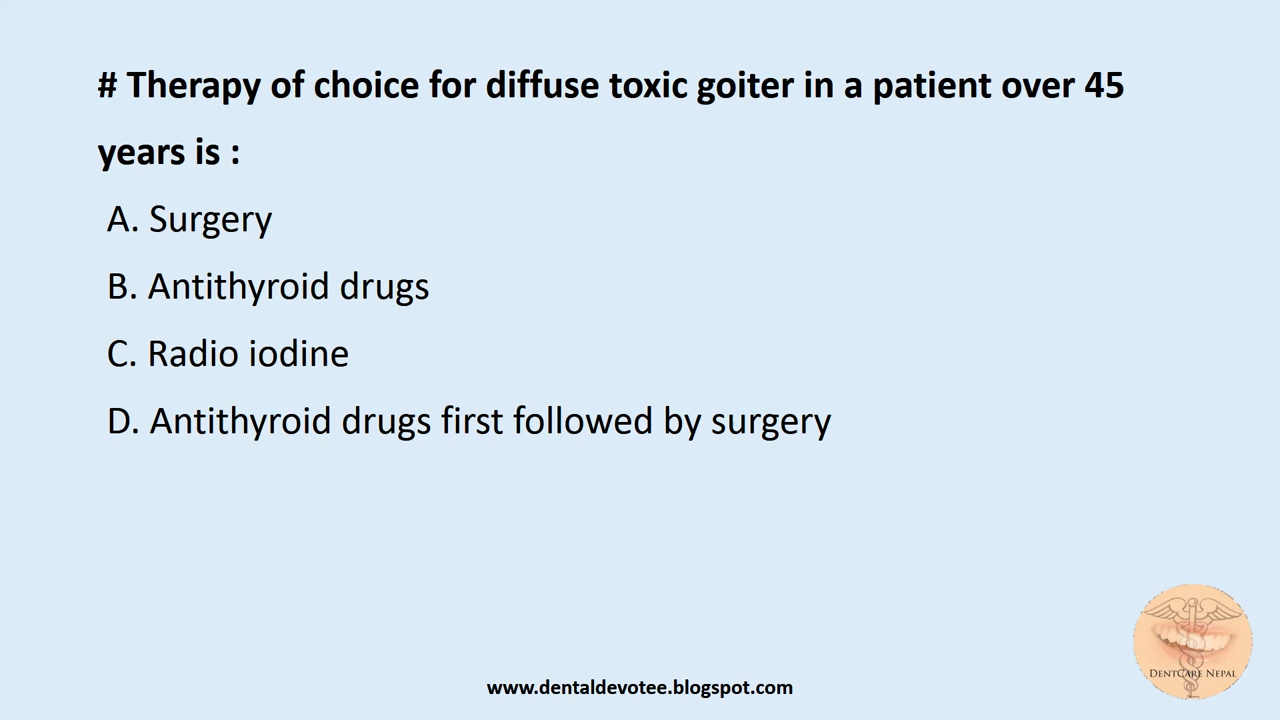 # Therapy of choice for diffuse toxic goiter in a patient over 45
years is :
A. Surgery
B. Antithyroid drugs
C. Radio iodine
D. Antithyroid drugs first followed by surgery
DentCare Nepal
www.dentaldevotee.blogspot.com